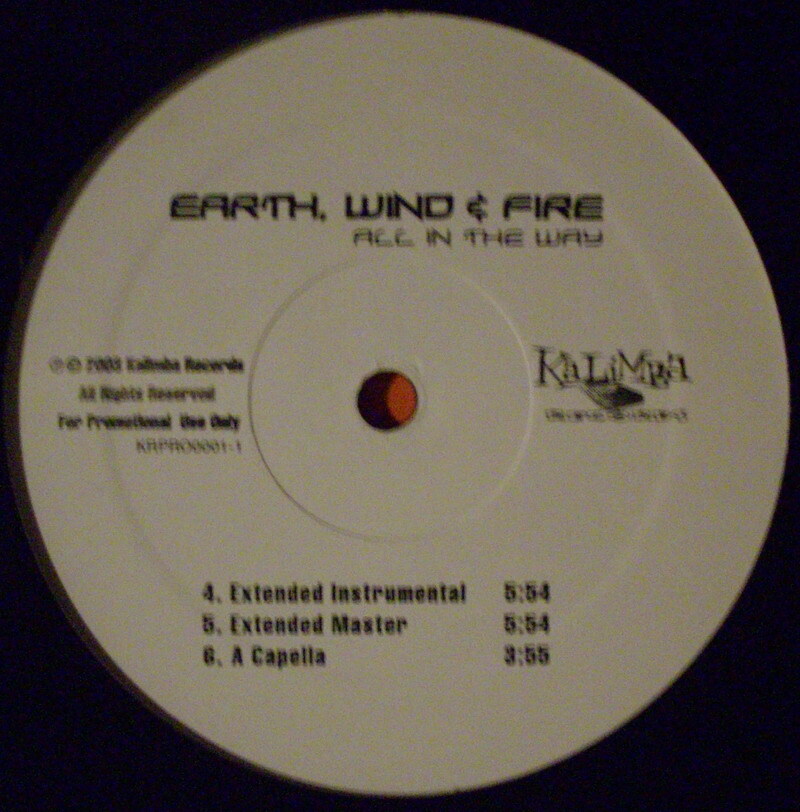 EARTH, WIND & FIRE
ALL IN THE WAY
℗ © 2003 Kalimba Records
All Rights Reserved
For Promotional Use Only
KRPRO0001-1
KALIMBA
4. Extended Instrumental 5:54
5. Extended Master 5:54
6. A Capella 3:55